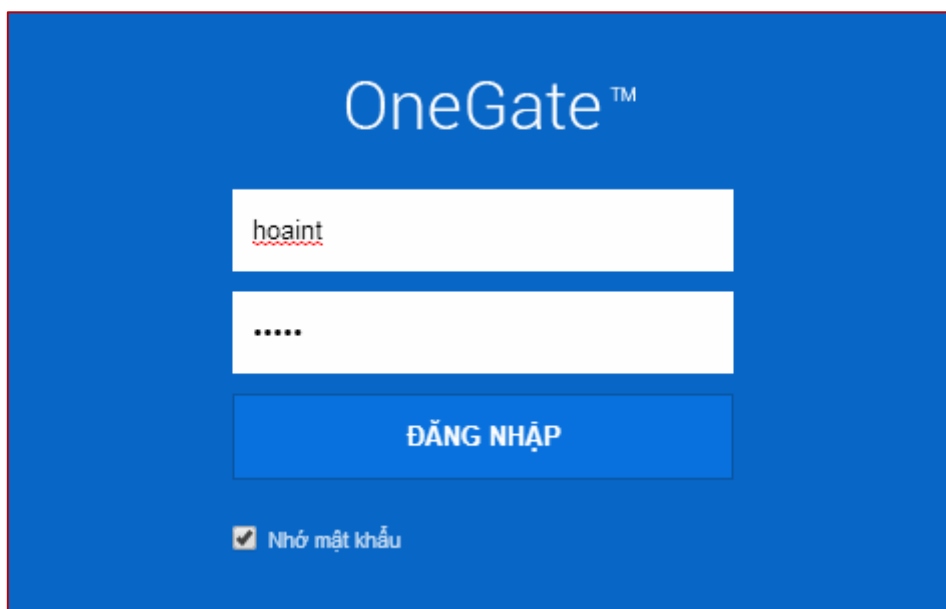 OneGate™
hoaint
•••••
ĐĂNG NHẬP
Nhớ mật khẩu